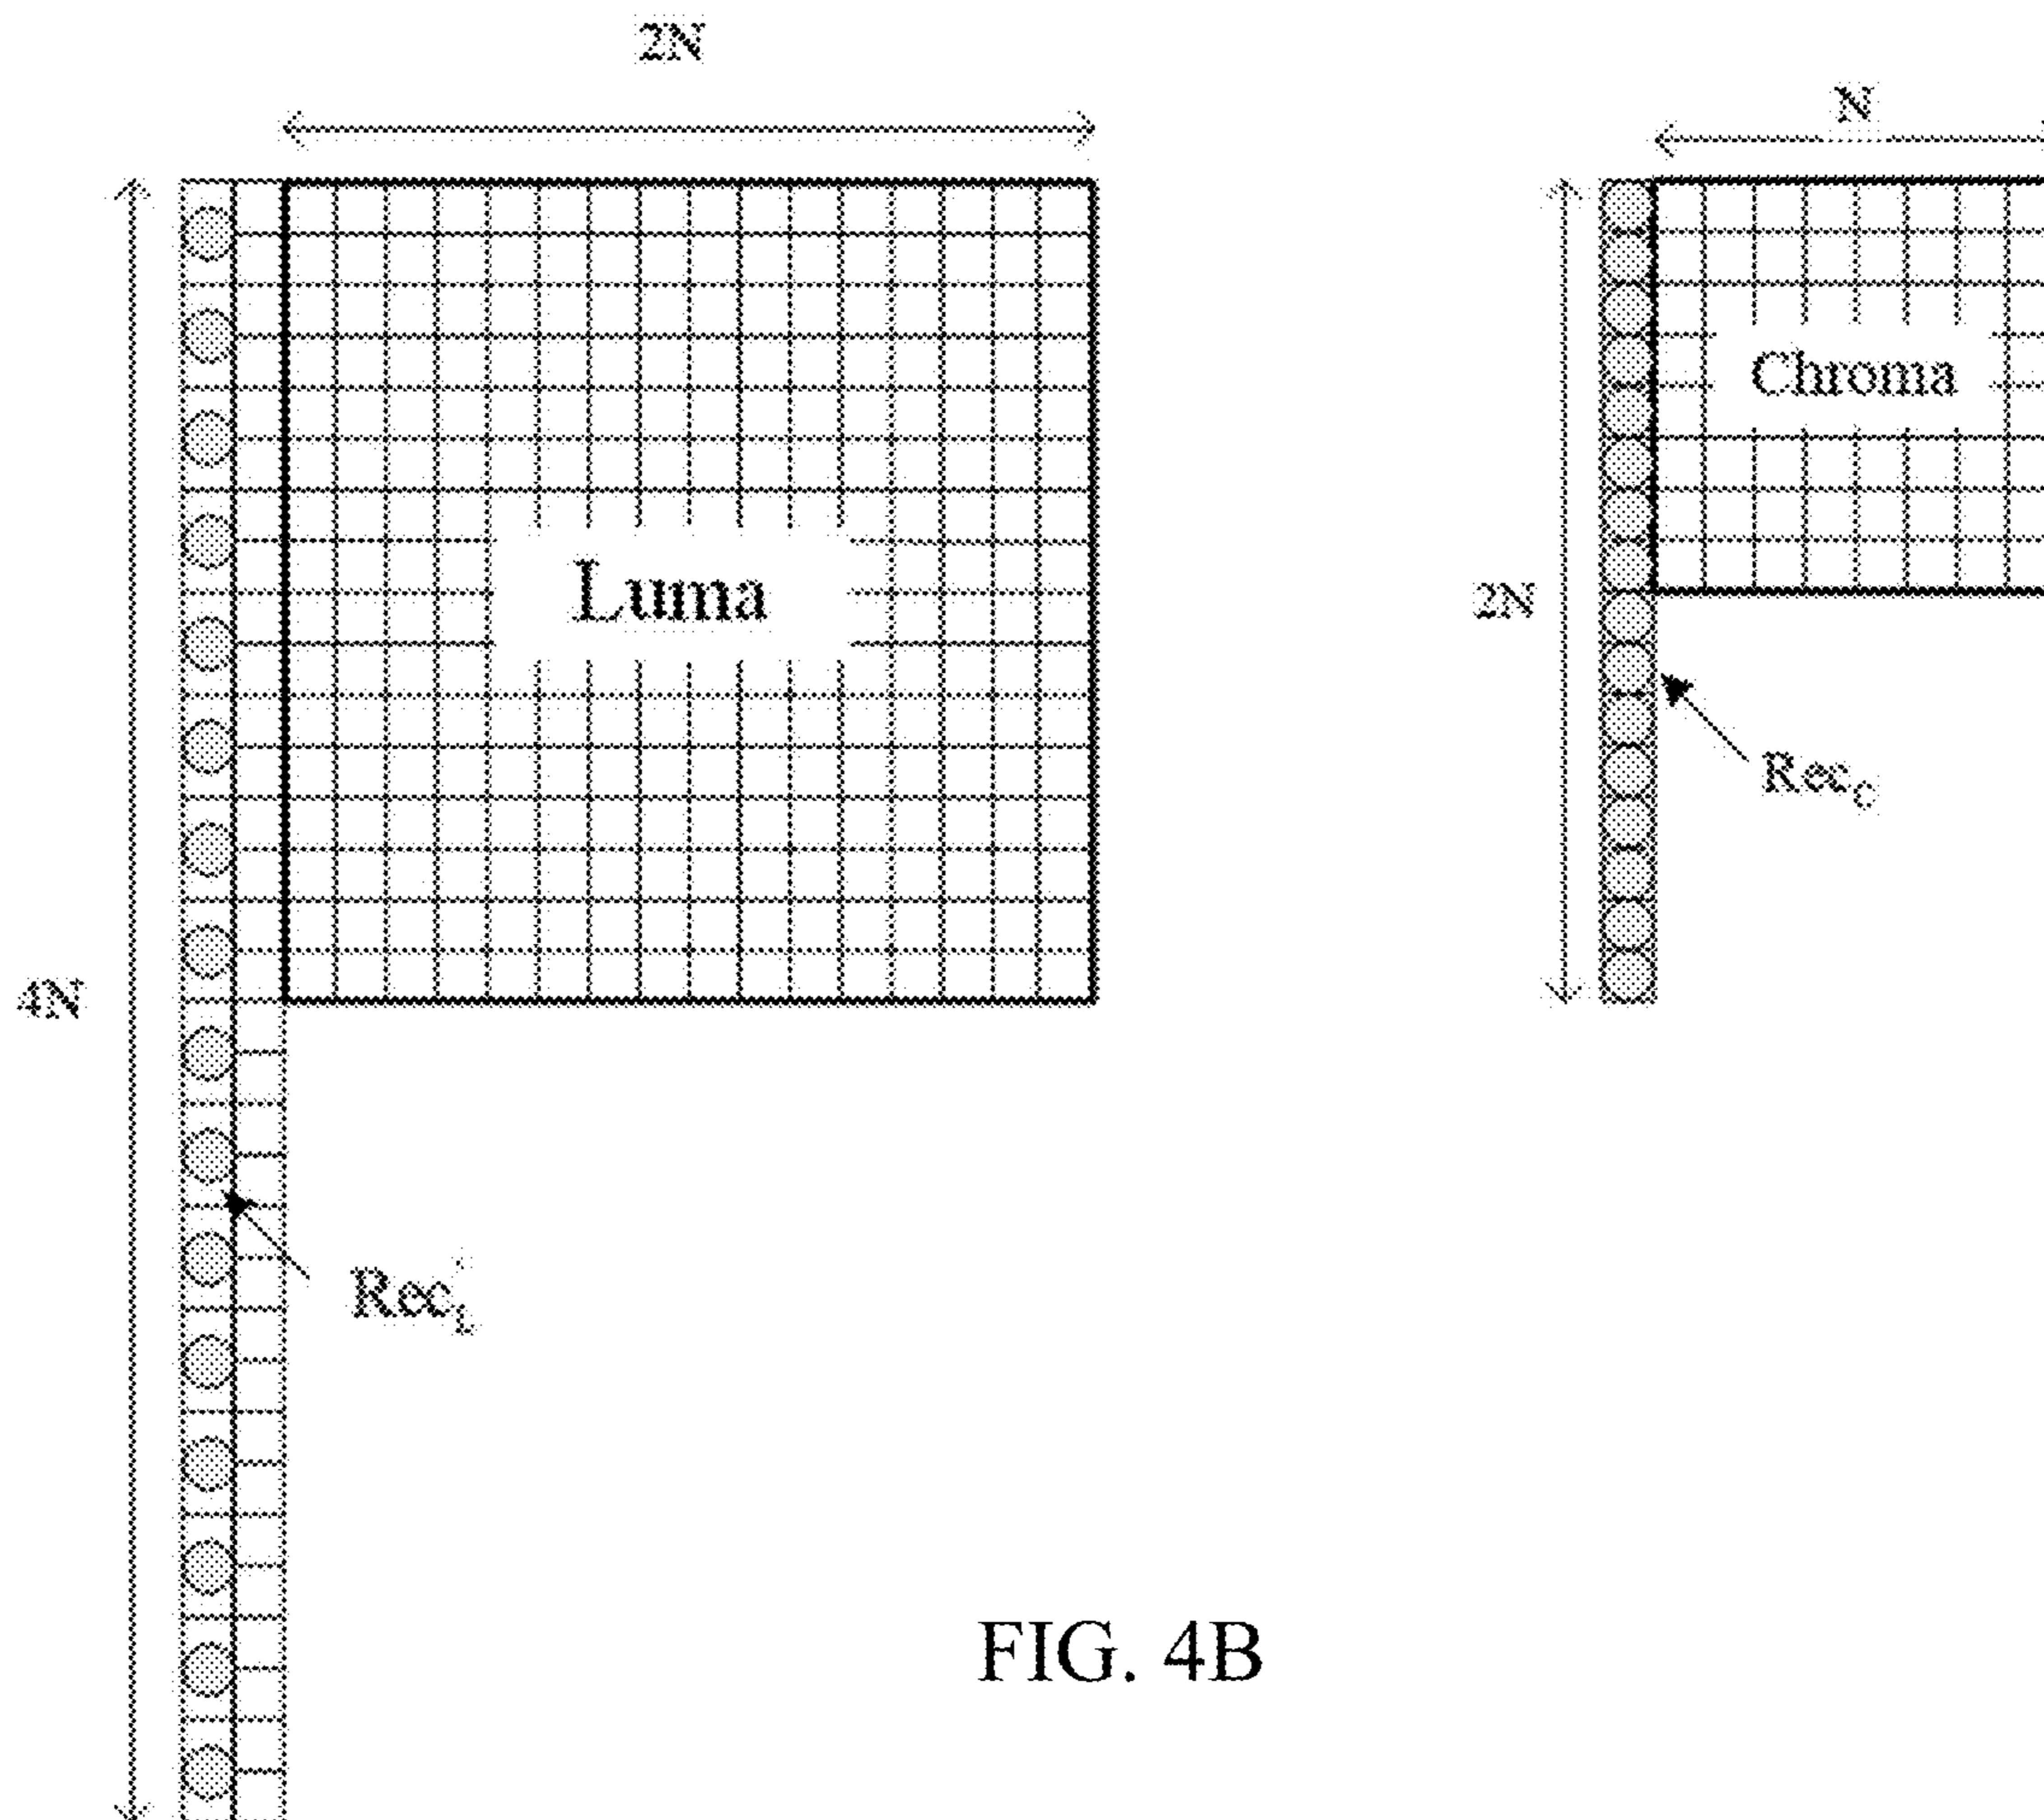 2N
N
Chroma
Luma
2N
Rec_C
4N
Rec'_L
FIG. 4B